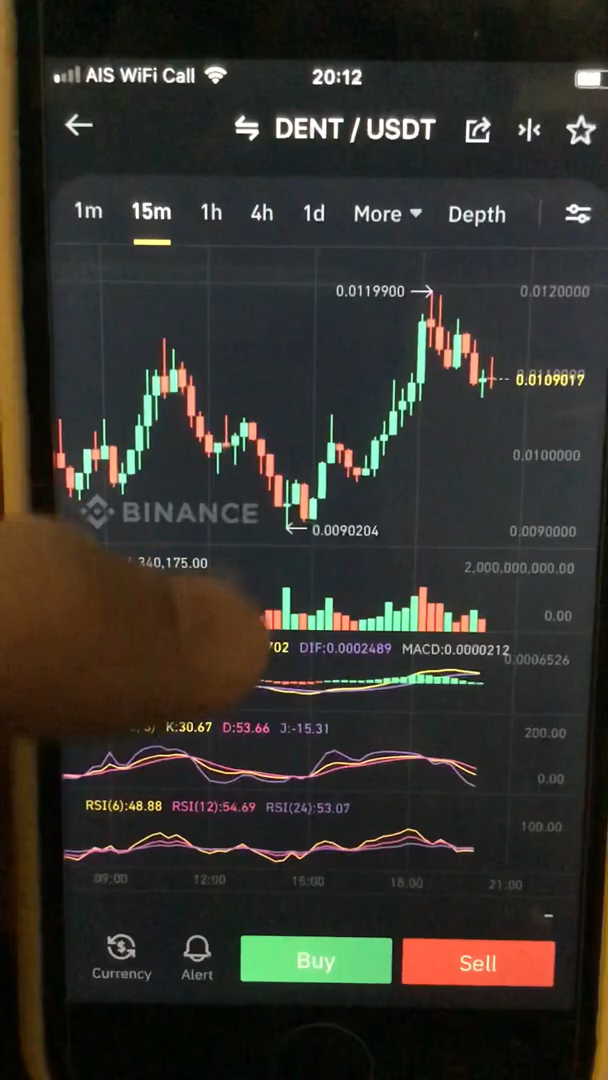 AIS WiFi Call 20:12
DENT / USDT
1m 15m 1h 4h 1d More Depth
0.0119900 0.0120000
0.0109017
0.0100000
BINANCE
0.0090204 0.0090000
340,175.00 2,000,000,000.00
0.00
702 DIF:0.0002489 MACD:0.0000212
0.0006526
K:30.67 D:53.66 J:-15.31 200.00
0.00
RSI(6):48.88 RSI(12):54.69 RSI(24):53.07
100.00
09:00 12:00 15:00 18:00 21:00
Currency Alert Buy Sell